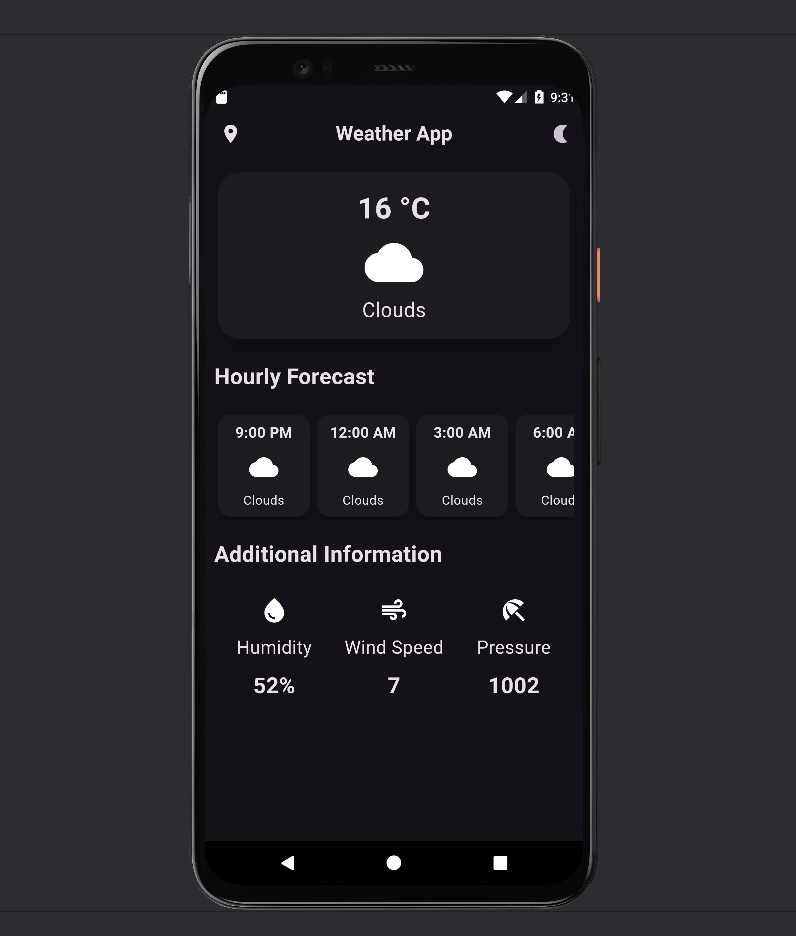 9:31
Weather App
16 °C
Clouds
Hourly Forecast
9:00 PM 12:00 AM 3:00 AM 6:00 A
Clouds Clouds Clouds Cloud
Additional Information
Humidity Wind Speed Pressure
52% 7 1002